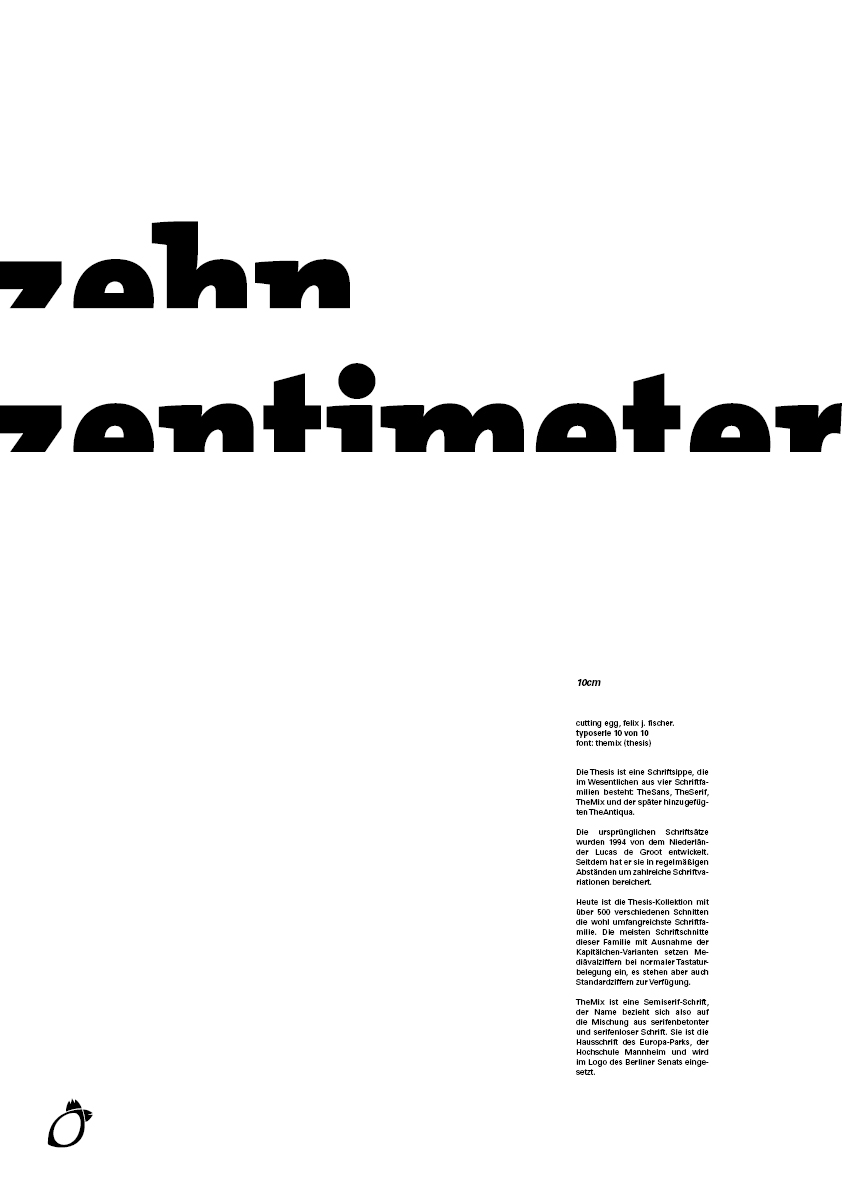 zehn
zentimeter
10cm
cutting egg, felix j. fischer.
typoserie 10 von 10
font: themix (thesis)
Die Thesis ist eine Schriftsippe, die
im Wesentlichen aus vier Schriftfa-
milien besteht: TheSans, TheSerif,
TheMix und der später hinzugefüg-
ten TheAntiqua.
Die ursprünglichen Schriftsätze
wurden 1994 von dem Niederlän-
der Lucas de Groot entwickelt.
Seitdem hat er sie in regelmäßigen
Abständen um zahlreiche Schriftva-
riationen bereichert.
Heute ist die Thesis-Kollektion mit
über 500 verschiedenen Schnitten
die wohl umfangreichste Schriftfa-
milie. Die meisten Schriftschnitte
dieser Familie mit Ausnahme der
Kapitälchen-Varianten setzen Me-
diävalziffern bei normaler Tastatur-
belegung ein, es stehen aber auch
Standardziffern zur Verfügung.
TheMix ist eine Semiserif-Schrift,
der Name bezieht sich also auf
die Mischung aus serifenbetonter
und serifenloser Schrift. Sie ist die
Hausschrift des Europa-Parks, der
Hochschule Mannheim und wird
im Logo des Berliner Senats einge-
setzt.